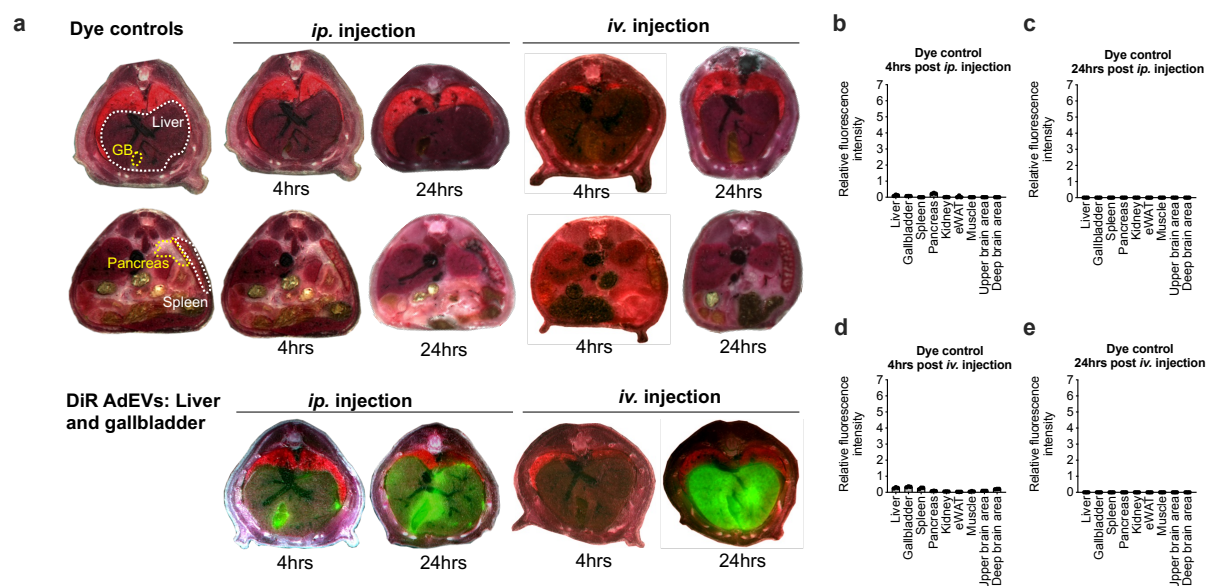 a
Dye controls
ip. injection
iv. injection
Liver
GB
4hrs
24hrs
4hrs
24hrs
Pancreas
Spleen
4hrs
24hrs
4hrs
24hrs
DiR AdEVs: Liver
and gallbladder
ip. injection
iv. injection
4hrs
24hrs
4hrs
24hrs
b
Dye control
4hrs post ip. injection
Relative fluorescence
intensity
7
6
5
4
3
2
1
0
Liver
Gallbladder
Spleen
Pancreas
Kidney
eWAT
Muscle
Upper brain area
Deep brain area
c
Dye control
24hrs post ip. injection
Relative fluorescence
intensity
7
6
5
4
3
2
1
0
Liver
Gallbladder
Spleen
Pancreas
Kidney
eWAT
Muscle
Upper brain area
Deep brain area
d
Dye control
4hrs post iv. injection
Relative fluorescence
intensity
7
6
5
4
3
2
1
0
Liver
Gallbladder
Spleen
Pancreas
Kidney
eWAT
Muscle
Upper brain area
Deep brain area
e
Dye control
24hrs post iv. injection
Relative fluorescence
intensity
7
6
5
4
3
2
1
0
Liver
Gallbladder
Spleen
Pancreas
Kidney
eWAT
Muscle
Upper brain area
Deep brain area